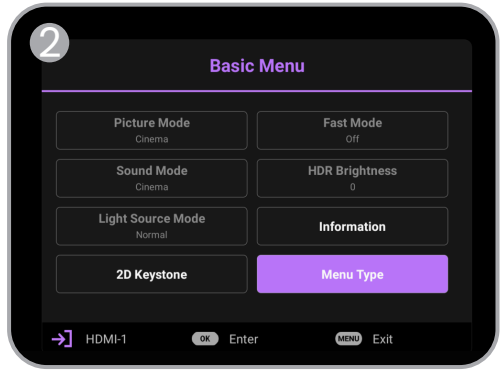 2
Basic Menu
Picture Mode
Cinema
Fast Mode
Off
Sound Mode
Cinema
HDR Brightness
0
Light Source Mode
Normal
Information
2D Keystone
Menu Type
HDMI-1
OK Enter
MENU Exit